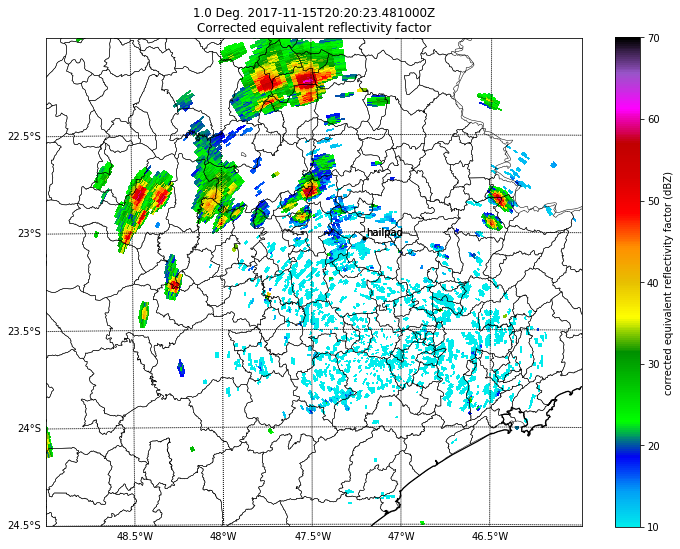 1.0 Deg. 2017-11-15T20:20:23.481000Z
Corrected equivalent reflectivity factor
22.5°S
23°S
23.5°S
24°S
24.5°S
48.5°W
48°W
47.5°W
47°W
46.5°W
hailpad
70
60
50
40
30
20
10
corrected equivalent reflectivity factor (dBZ)